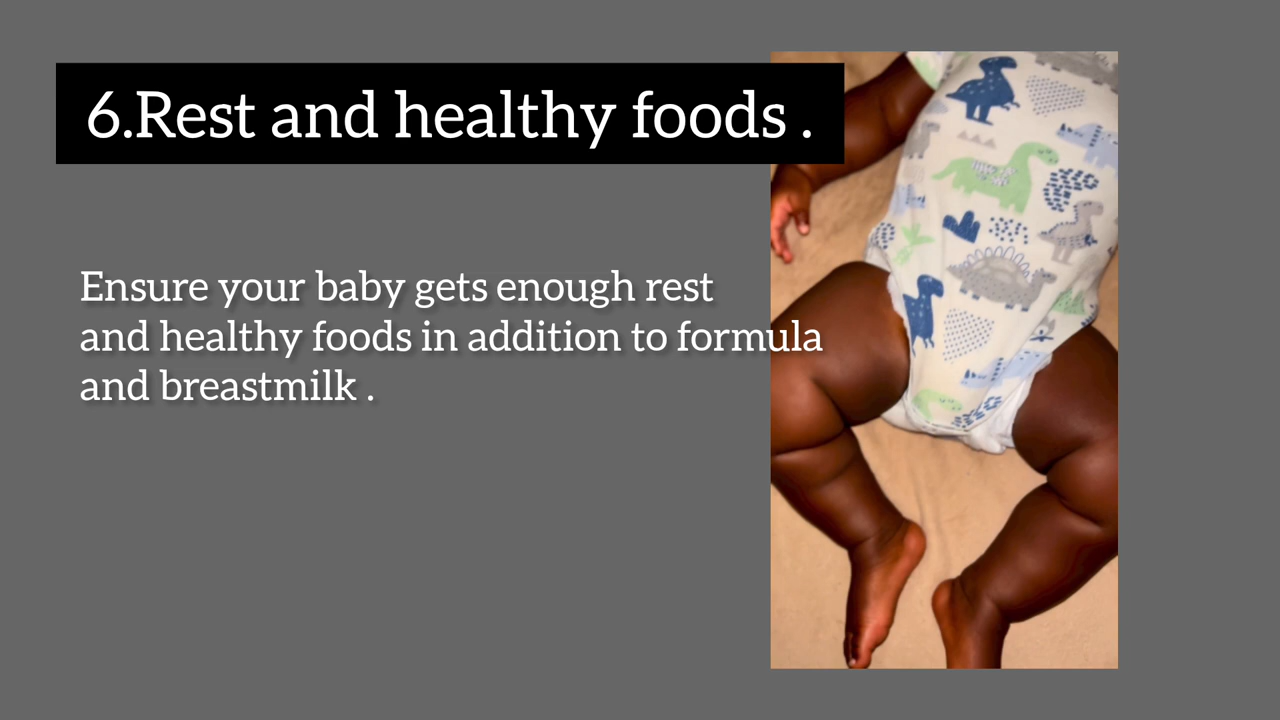 6.Rest and healthy foods .
Ensure your baby gets enough rest
and healthy foods in addition to formula
and breastmilk .